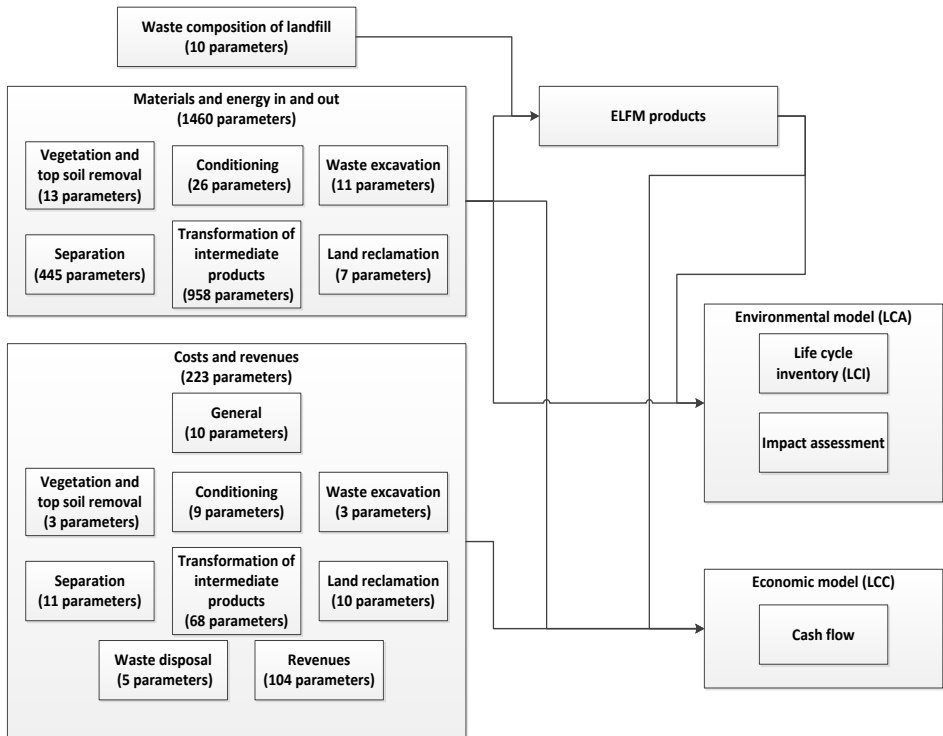 Waste composition of landfill
(10 parameters)
Materials and energy in and out
(1460 parameters)
Vegetation and
top soil removal
(13 parameters)
Conditioning
(26 parameters)
Waste excavation
(11 parameters)
Separation
(445 parameters)
Transformation of
intermediate
products
(958 parameters)
Land reclamation
(7 parameters)
Costs and revenues
(223 parameters)
General
(10 parameters)
Vegetation and
top soil removal
(3 parameters)
Conditioning
(9 parameters)
Waste excavation
(3 parameters)
Separation
(11 parameters)
Transformation of
intermediate
products
(68 parameters)
Land reclamation
(10 parameters)
Waste disposal
(5 parameters)
Revenues
(104 parameters)
ELFM products
Environmental model (LCA)
Life cycle
inventory (LCI)
Impact assessment
Economic model (LCC)
Cash flow